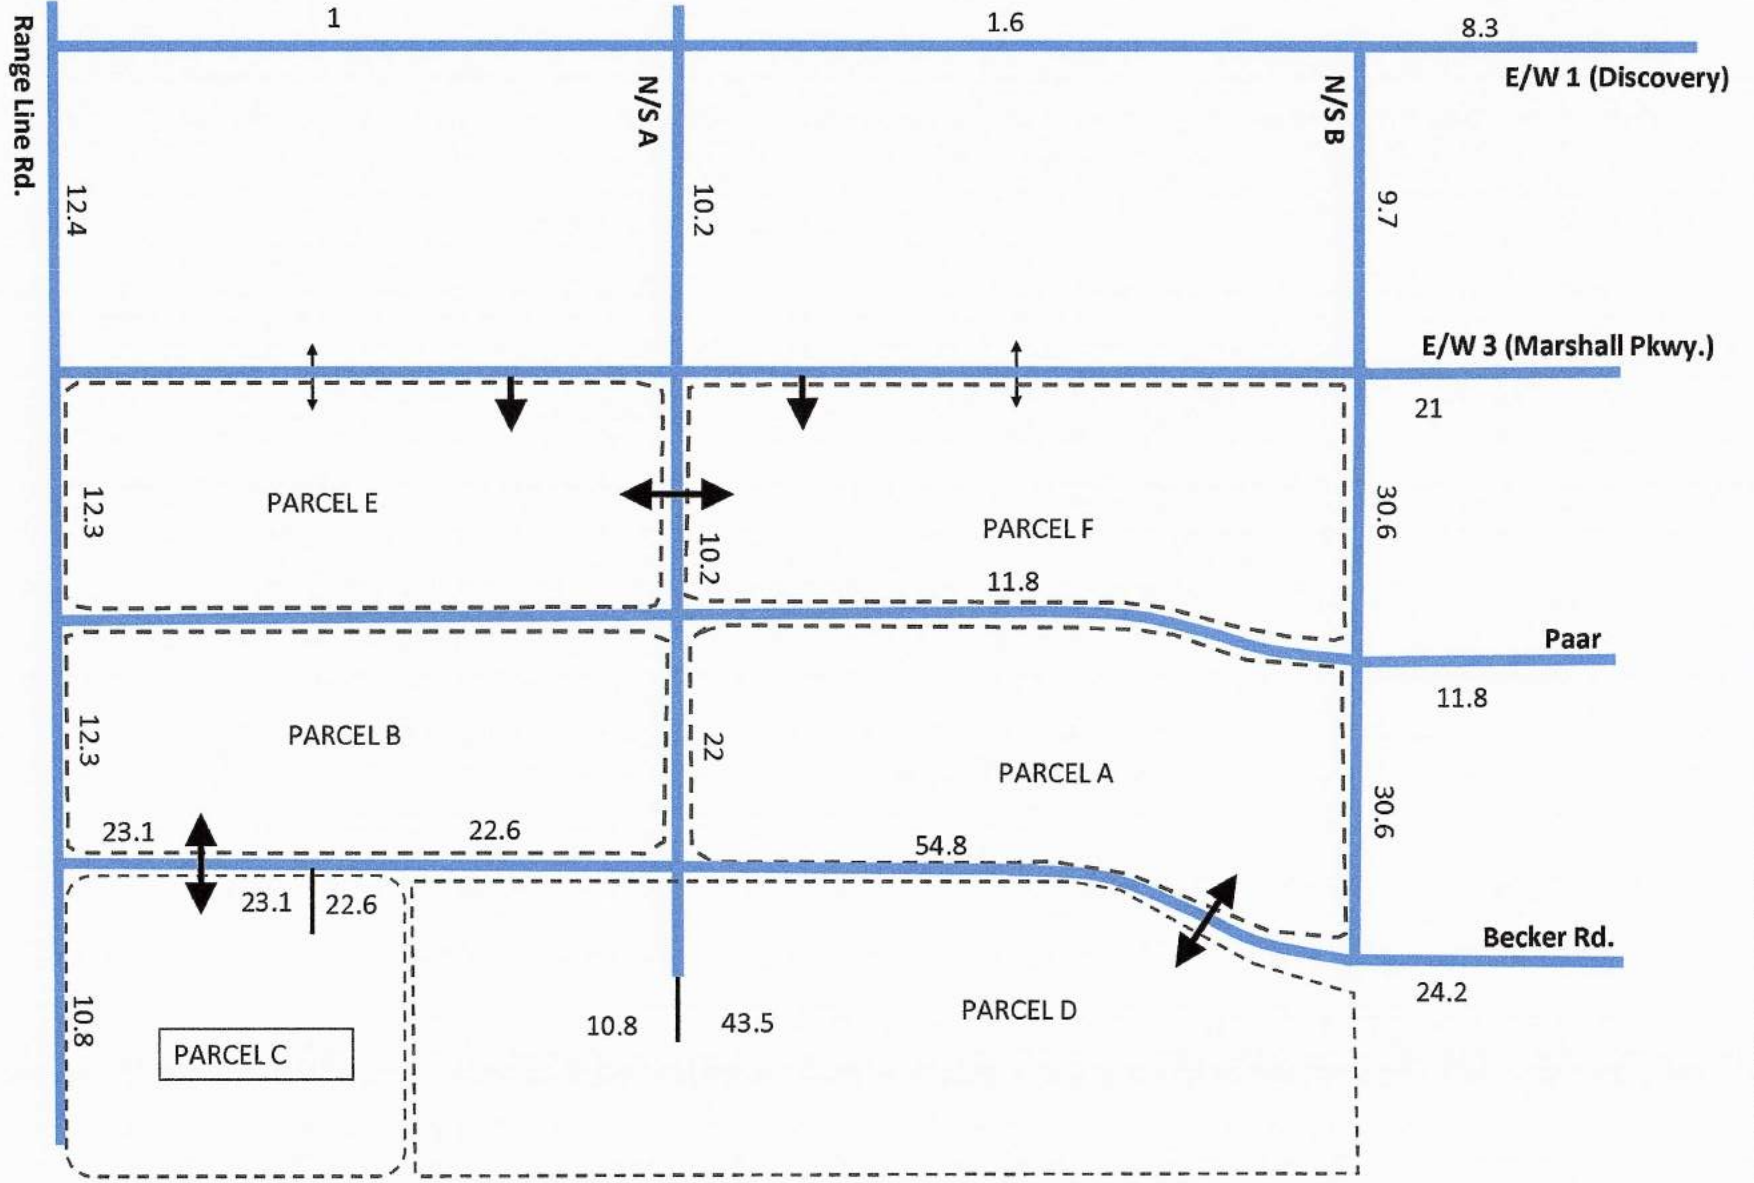 1
1.6
8.3
E/W 1 (Discovery)
Range Line Rd.
N/S A
N/S B
12.4
10.2
9.7
E/W 3 (Marshall Pkwy.)
21
12.3
PARCEL E
10.2
PARCEL F
30.6
11.8
Paar
11.8
12.3
PARCEL B
22
PARCEL A
30.6
23.1
22.6
54.8
23.1
22.6
Becker Rd.
24.2
10.8
PARCEL C
10.8
43.5
PARCEL D